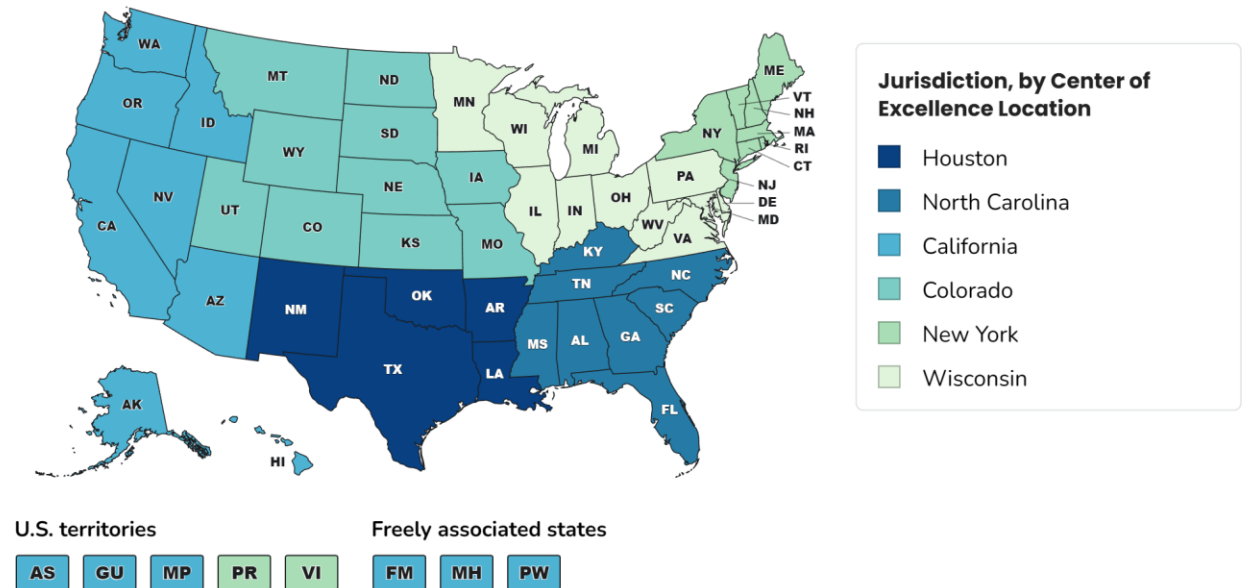 WA
ME
MT
ND
VT
MN
OR
NH
ID
WI
SD
MA
NY
MI
RI
WY
CT
PA
IA
NE
NJ
NV
OH
DE
UT
IL
IN
MD
CO
WV
CA
KS
MO
VA
KY
NC
TN
AZ
OK
NM
AR
SC
MS
AL
GA
TX
LA
AK
FL
HI
Jurisdiction, by Center of
Excellence Location
Houston
North Carolina
California
Colorado
New York
Wisconsin
U.S. territories
AS GU MP PR VI
Freely associated states
FM MH PW